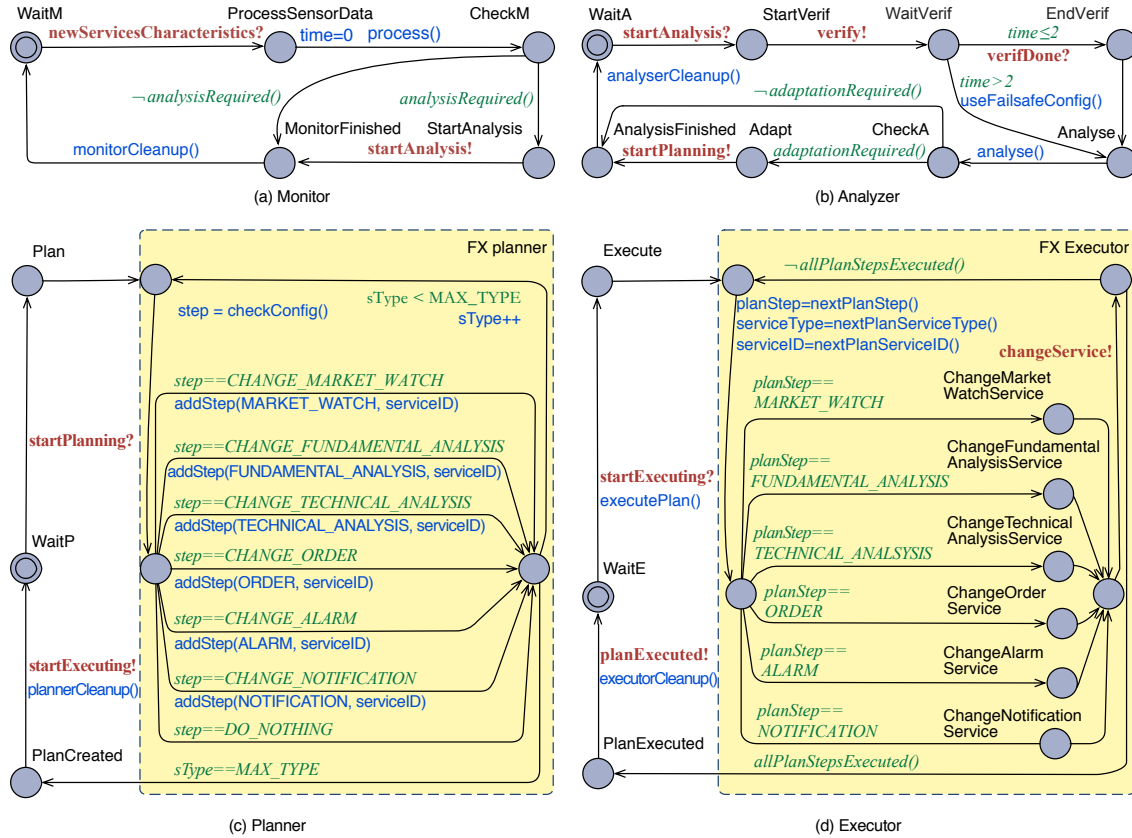 WaitM
ProcessSensorData
CheckM
newServicesCharacteristics?
time=0
process()
¬analysisRequired()
analysisRequired()
MonitorFinished
StartAnalysis
monitorCleanup()
startAnalysis!
(a) Monitor
WaitA
StartVerif
WaitVerif
EndVerif
startAnalysis?
verify!
time≤2
verifDone?
analyserCleanup()
time>2
useFailsafeConfig()
¬adaptationRequired()
AnalysisFinished
Adapt
CheckA
Analyse
startPlanning!
adaptationRequired()
analyse()
(b) Analyzer
Plan
FX planner
step = checkConfig()
sType < MAX_TYPE
sType++
step==CHANGE_MARKET_WATCH
addStep(MARKET_WATCH, serviceID)
startPlanning?
step==CHANGE_FUNDAMENTAL_ANALYSIS
addStep(FUNDAMENTAL_ANALYSIS, serviceID)
step==CHANGE_TECHNICAL_ANALYSIS
addStep(TECHNICAL_ANALYSIS, serviceID)
WaitP
step==CHANGE_ORDER
addStep(ORDER, serviceID)
step==CHANGE_ALARM
addStep(ALARM, serviceID)
startExecuting!
plannerCleanup()
step==CHANGE_NOTIFICATION
addStep(NOTIFICATION, serviceID)
step==DO_NOTHING
PlanCreated
sType==MAX_TYPE
(c) Planner
Execute
FX Executor
¬allPlanStepsExecuted()
planStep=nextPlanStep()
serviceType=nextPlanServiceType()
serviceID=nextPlanServiceID()
changeService!
planStep==
MARKET_WATCH
ChangeMarket
WatchService
startExecuting?
executePlan()
planStep==
FUNDAMENTAL_ANALYSIS
ChangeFundamental
AnalysisService
planStep==
TECHNICAL_ANALSYSIS
ChangeTechnical
AnalysisService
WaitE
planStep==
ORDER
ChangeOrder
Service
planExecuted!
executorCleanup()
planStep==
ALARM
ChangeAlarm
Service
planStep==
NOTIFICATION
ChangeNotification
Service
PlanExecuted
allPlanStepsExecuted()
(d) Executor